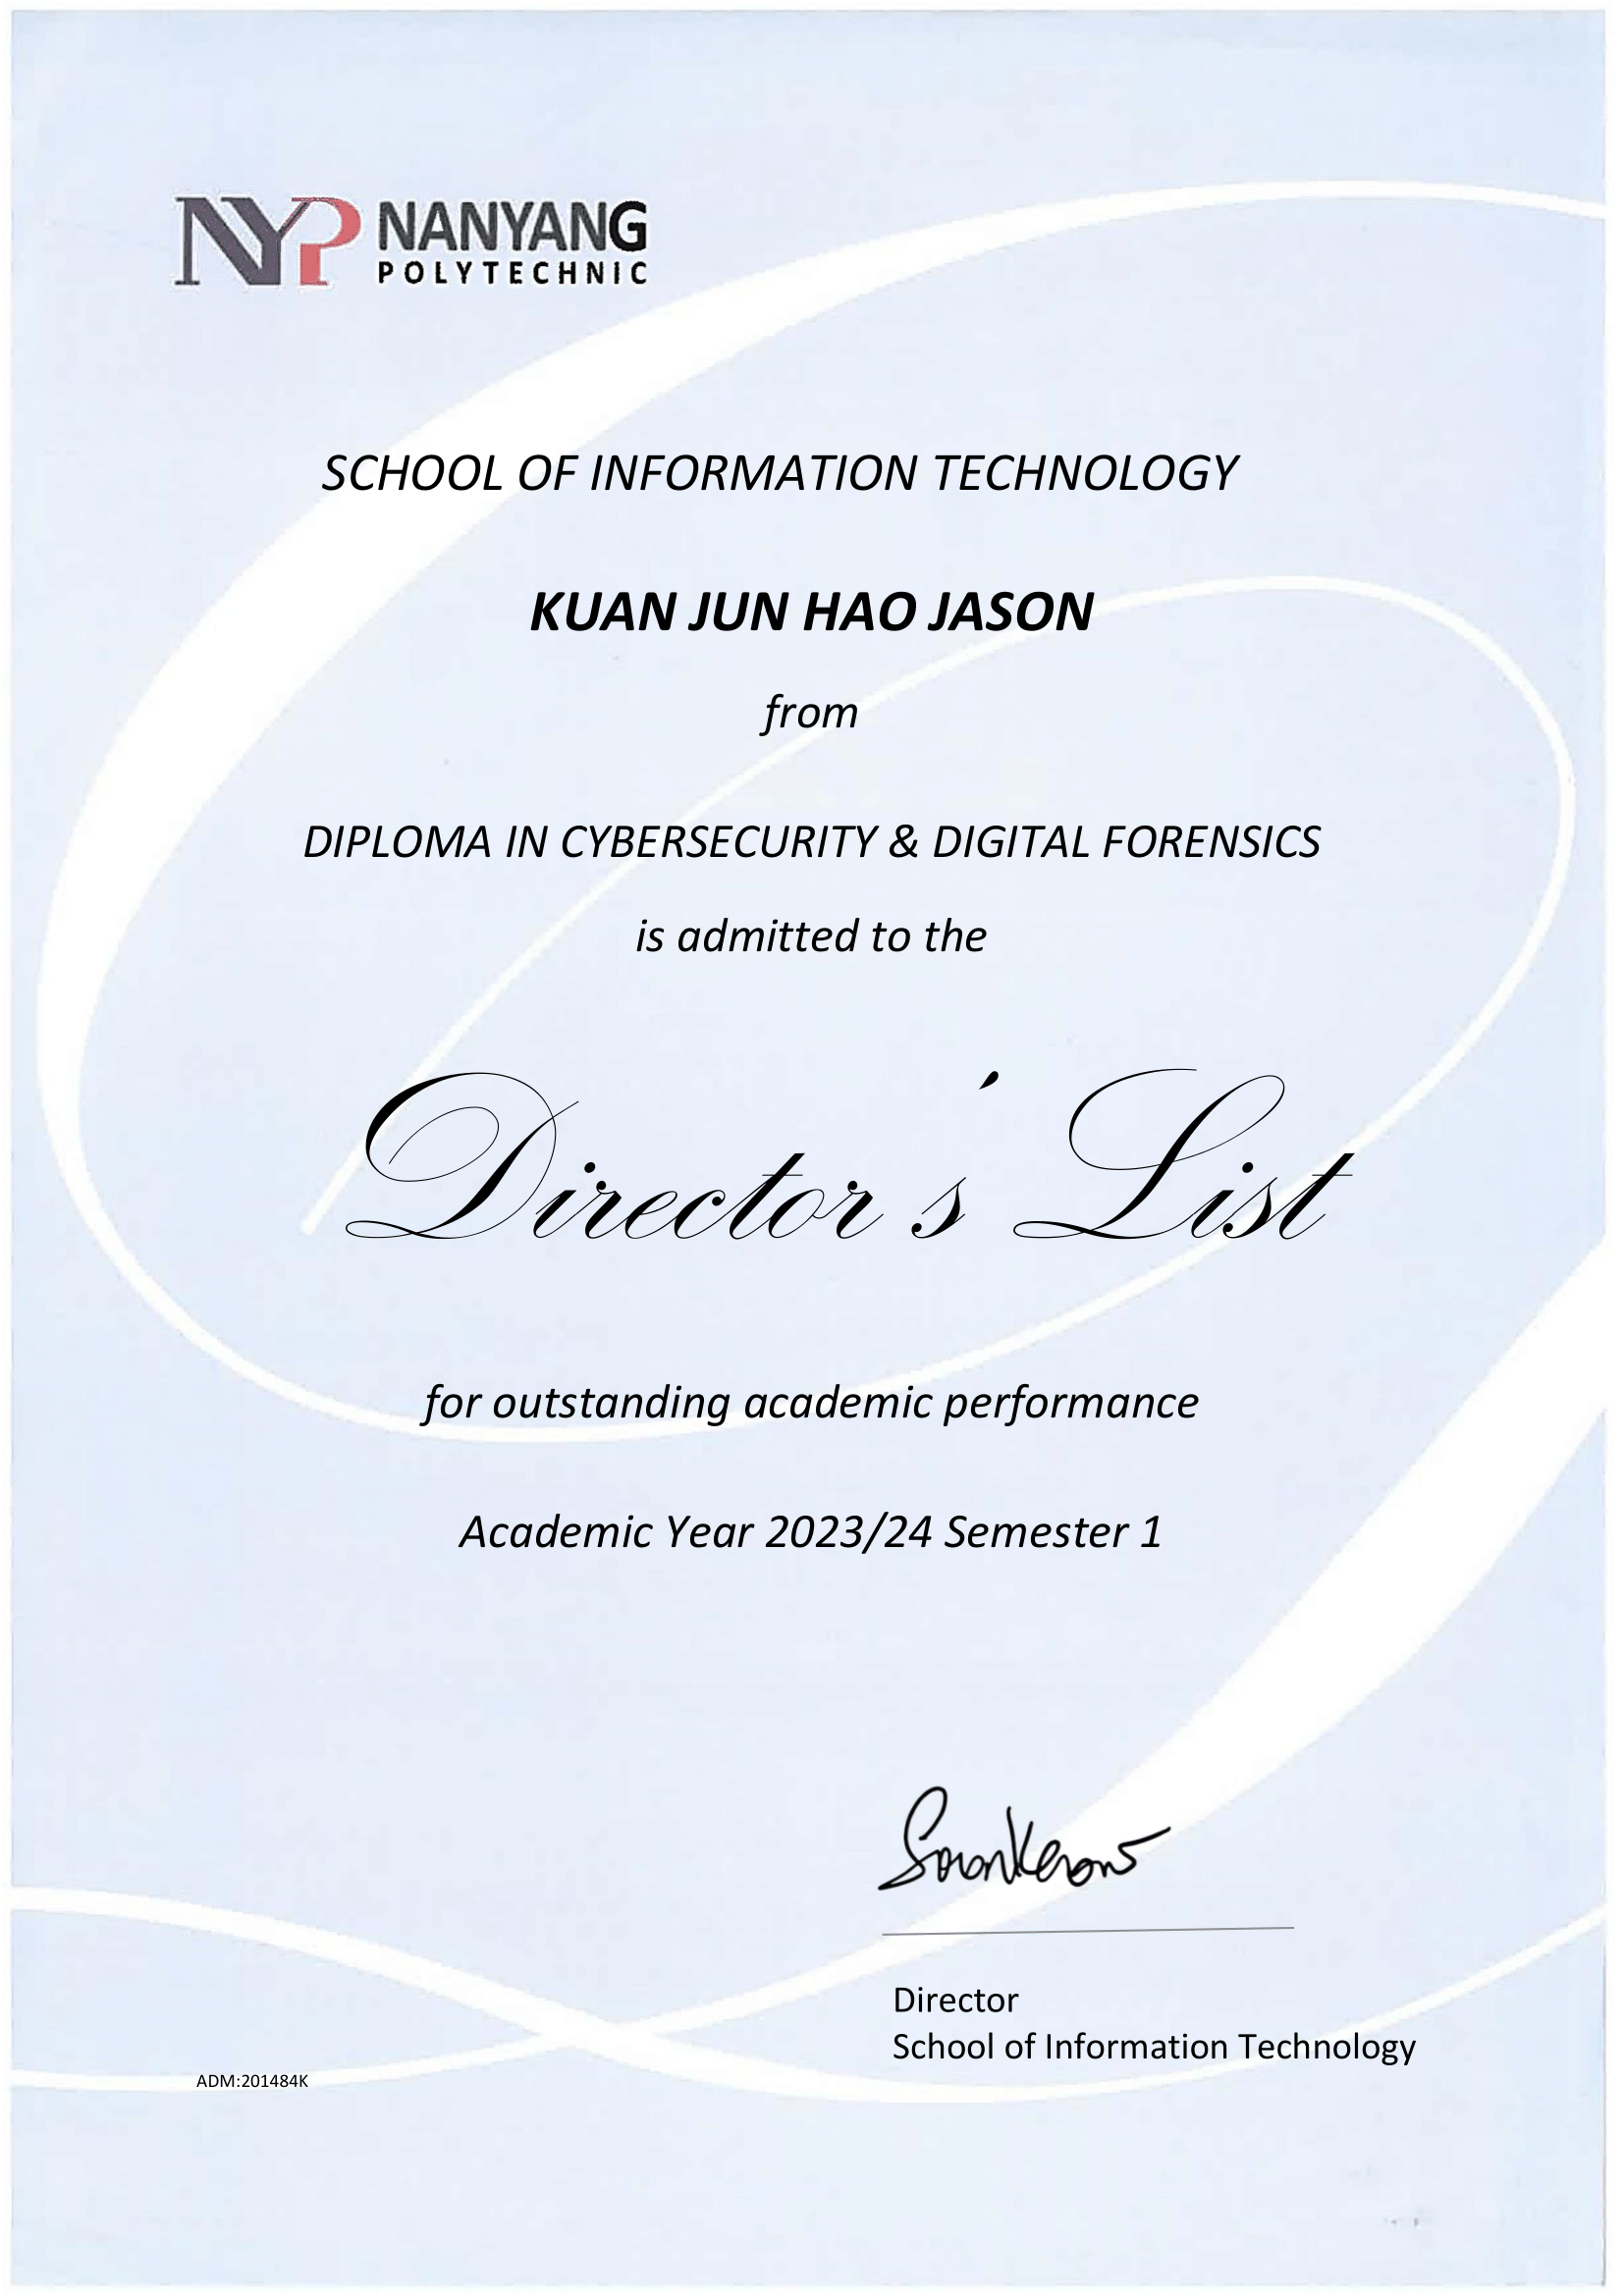 NYP NANYANG
POLYTECHNIC
SCHOOL OF INFORMATION TECHNOLOGY
KUAN JUN HAO JASON
from
DIPLOMA IN CYBERSECURITY & DIGITAL FORENSICS
is admitted to the
Director's List
for outstanding academic performance
Academic Year 2023/24 Semester 1
Director
School of Information Technology
ADM:201484K